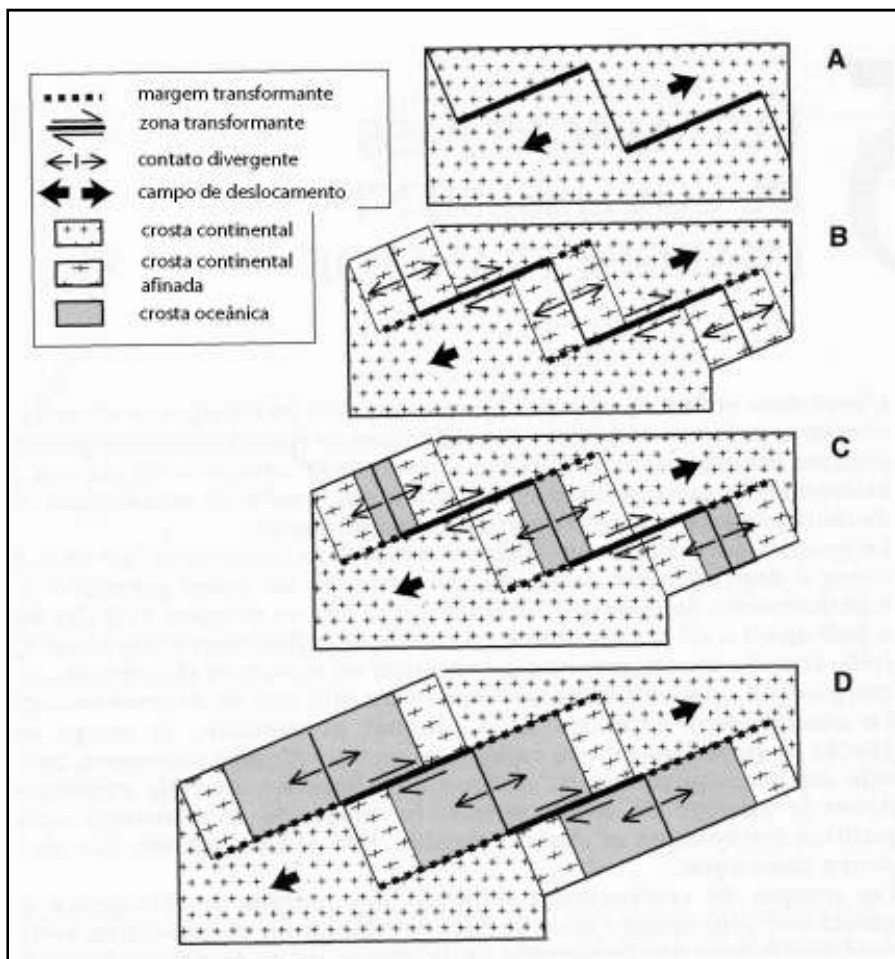 margem transformante
zona transformante
contato divergente
campo de deslocamento
crosta continental
crosta continental
afinada
crosta oceânica
A
B
C
D